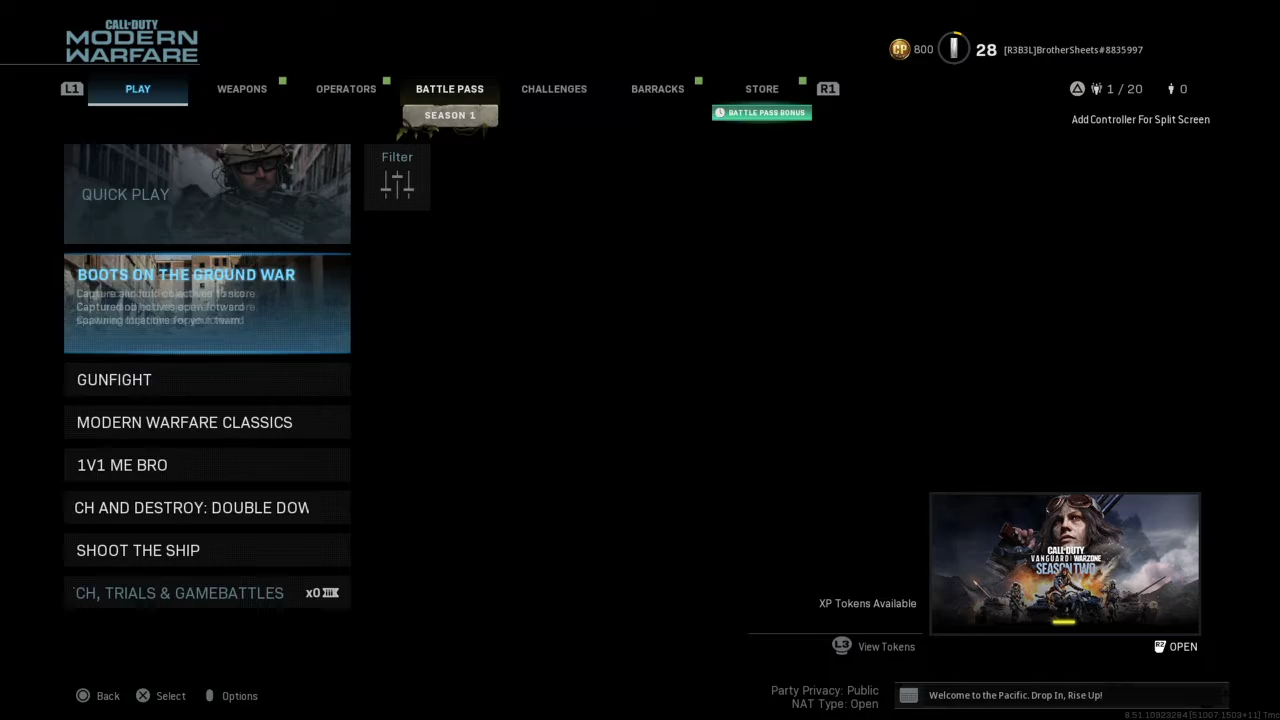 CALL OF DUTY
MODERN
WARFARE
CP 800
28 [R3B3L]BrotherSheets#8835997
L1 PLAY WEAPONS OPERATORS BATTLE PASS CHALLENGES BARRACKS STORE R1
1 / 20 0
SEASON 1
BATTLE PASS BONUS
Add Controller For Split Screen
Filter
QUICK PLAY
BOOTS ON THE GROUND WAR
GUNFIGHT
MODERN WARFARE CLASSICS
1V1 ME BRO
CH AND DESTROY: DOUBLE DOW
SHOOT THE SHIP
CH, TRIALS & GAMEBATTLES x0
CALL OF DUTY
VANGUARD WARZONE
SEASON TWO
XP Tokens Available
L3 View Tokens
R2 OPEN
Back Select Options
Party Privacy: Public
NAT Type: Open
Welcome to the Pacific. Drop In, Rise Up!